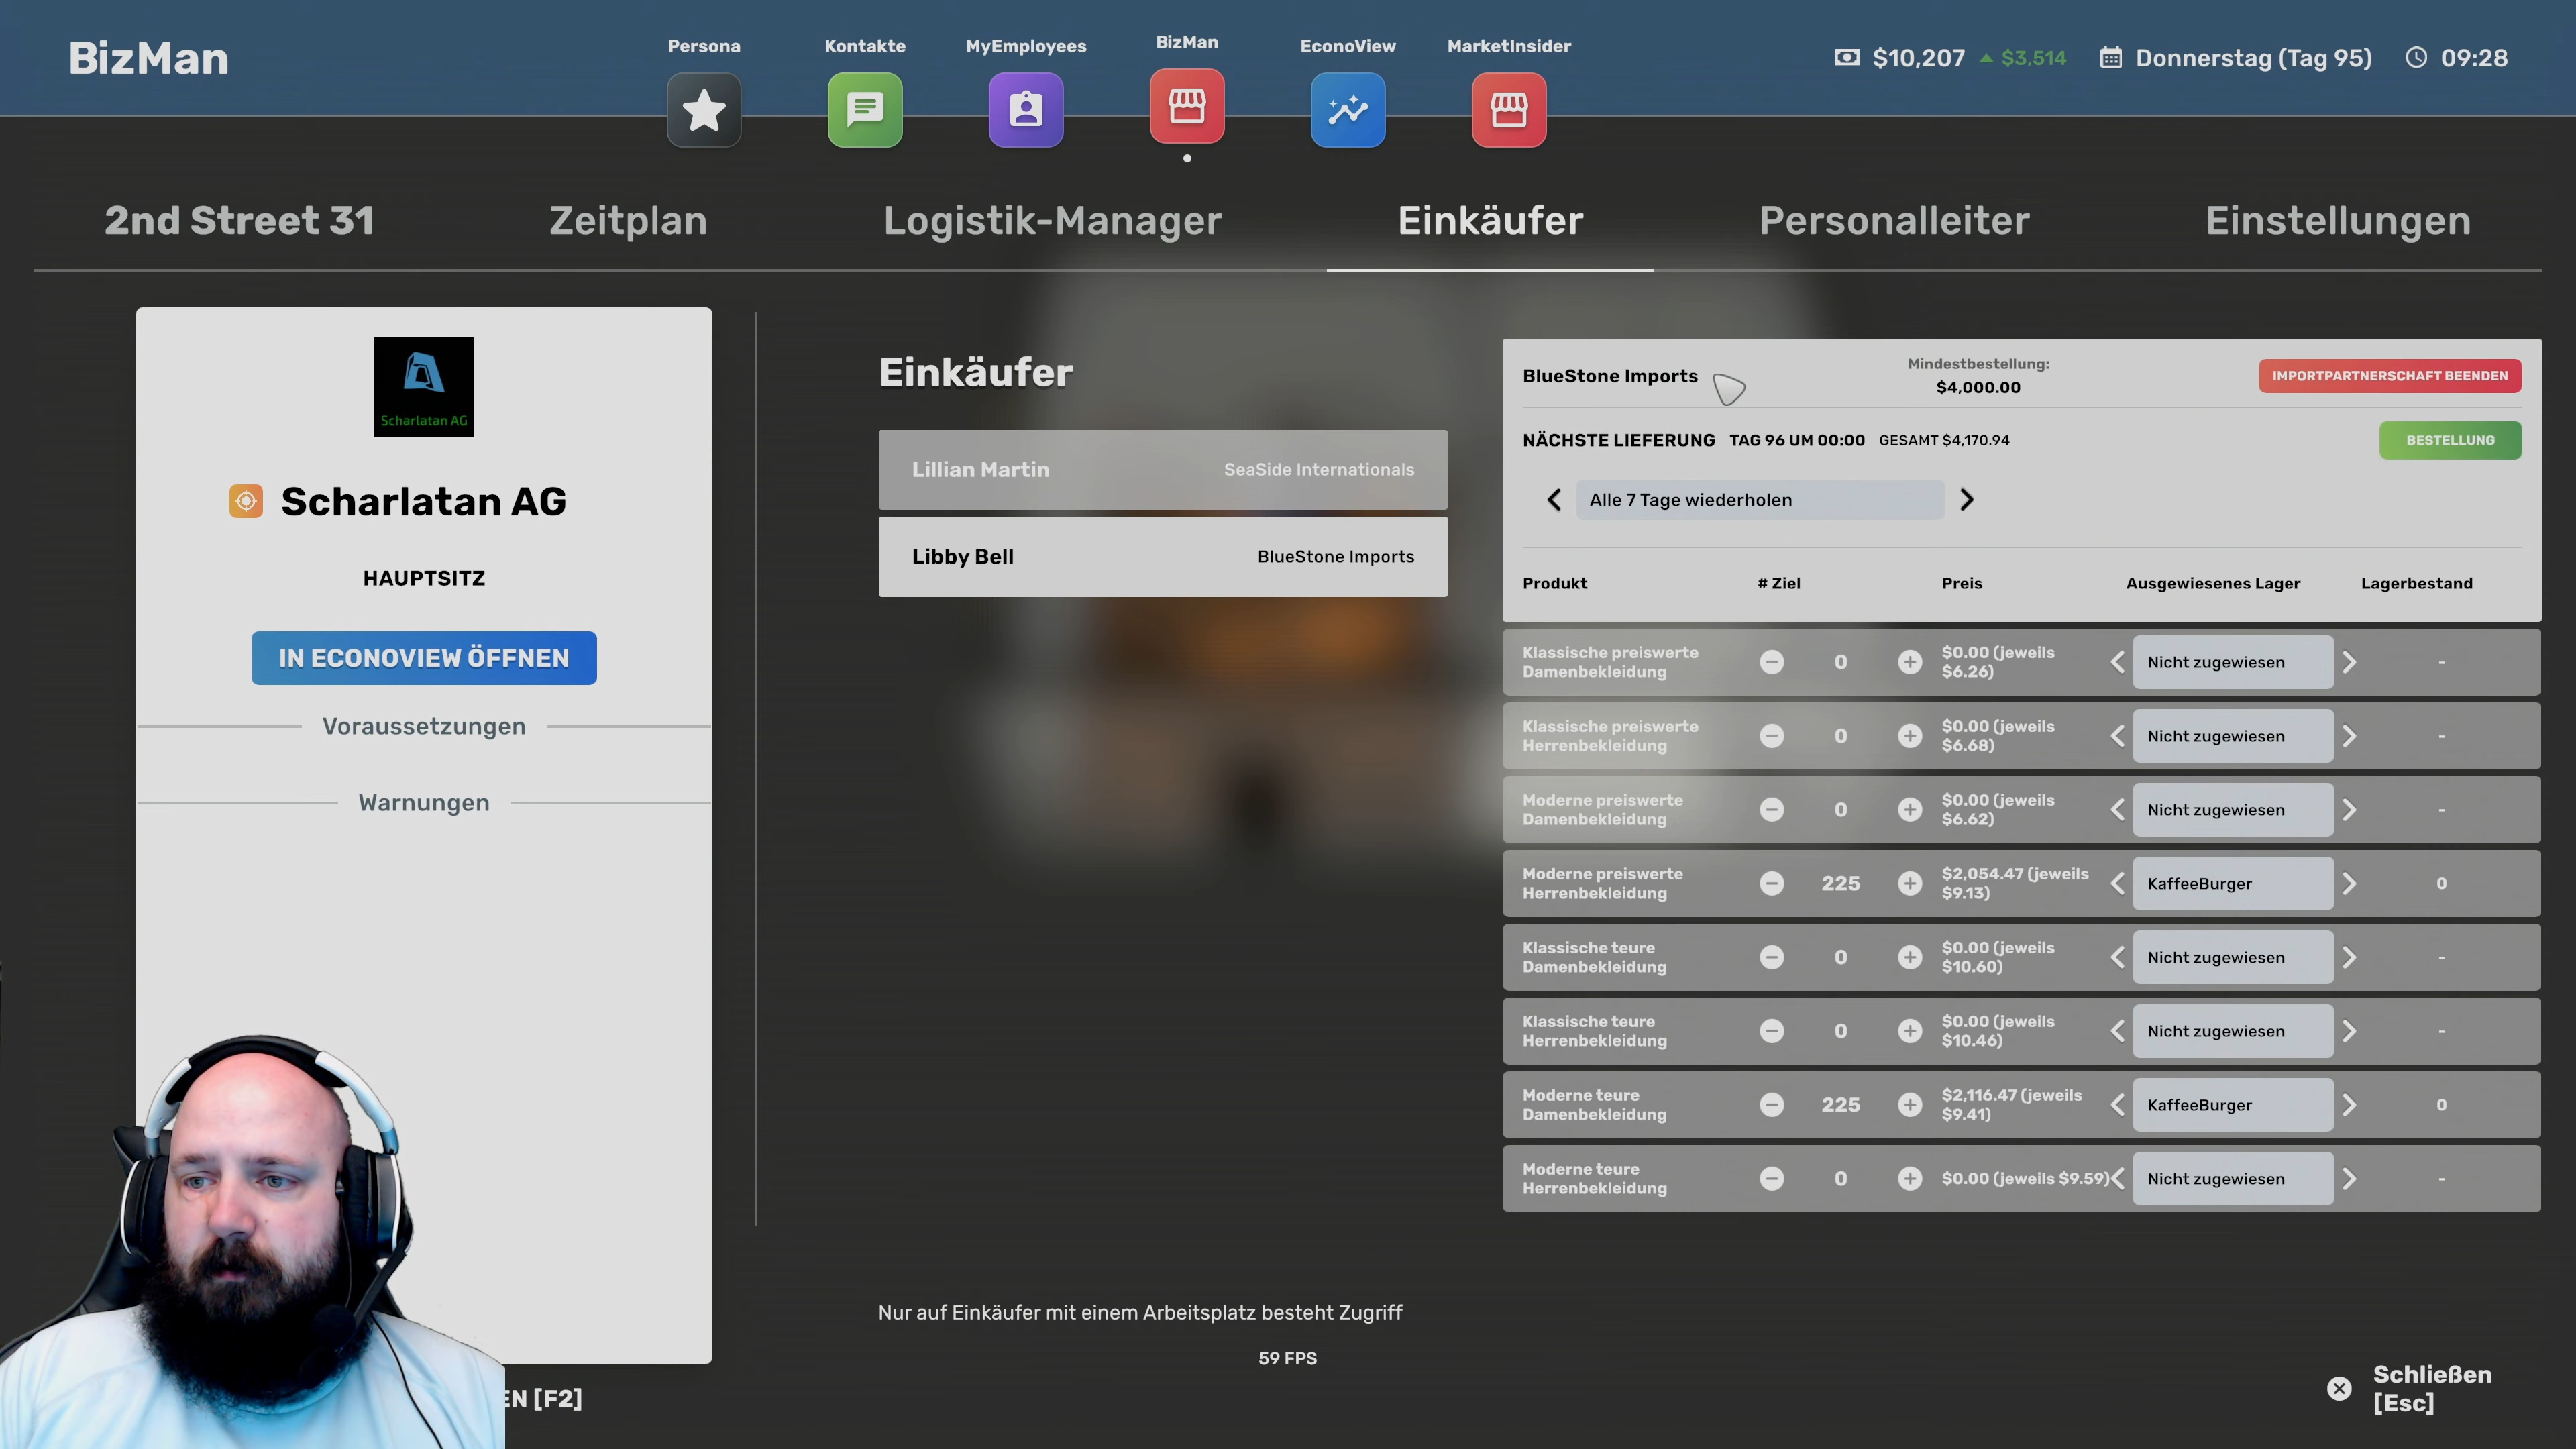 BizMan
Persona
Kontakte
MyEmployees
BizMan
EconoView
MarketInsider
$10,207 $3,514 Donnerstag (Tag 95) 09:28
2nd Street 31
Zeitplan
Logistik-Manager
Einkäufer
Personalleiter
Einstellungen
Scharlatan AG
Scharlatan AG
HAUPTSITZ
IN ECONOVIEW ÖFFNEN
Voraussetzungen
Warnungen
EN [F2]
Einkäufer
Lillian Martin SeaSide Internationals
Libby Bell BlueStone Imports
Nur auf Einkäufer mit einem Arbeitsplatz besteht Zugriff
59 FPS
BlueStone Imports
Mindestbestellung:
$4,000.00
IMPORTPARTNERSCHAFT BEENDEN
NÄCHSTE LIEFERUNG TAG 96 UM 00:00 GESAMT $4,170.94
BESTELLUNG
Alle 7 Tage wiederholen
Produkt # Ziel Preis Ausgewiesenes Lager Lagerbestand
Klassische preiswerte
Damenbekleidung
0
$0.00 (jeweils
$6.26)
Nicht zugewiesen
-
Klassische preiswerte
Herrenbekleidung
0
$0.00 (jeweils
$6.68)
Nicht zugewiesen
-
Moderne preiswerte
Damenbekleidung
0
$0.00 (jeweils
$6.62)
Nicht zugewiesen
-
Moderne preiswerte
Herrenbekleidung
225
$2,054.47 (jeweils
$9.13)
KaffeeBurger
0
Klassische teure
Damenbekleidung
0
$0.00 (jeweils
$10.60)
Nicht zugewiesen
-
Klassische teure
Herrenbekleidung
0
$0.00 (jeweils
$10.46)
Nicht zugewiesen
-
Moderne teure
Damenbekleidung
225
$2,116.47 (jeweils
$9.41)
KaffeeBurger
0
Moderne teure
Herrenbekleidung
0
$0.00 (jeweils $9.59)
Nicht zugewiesen
-
Schließen
[Esc]